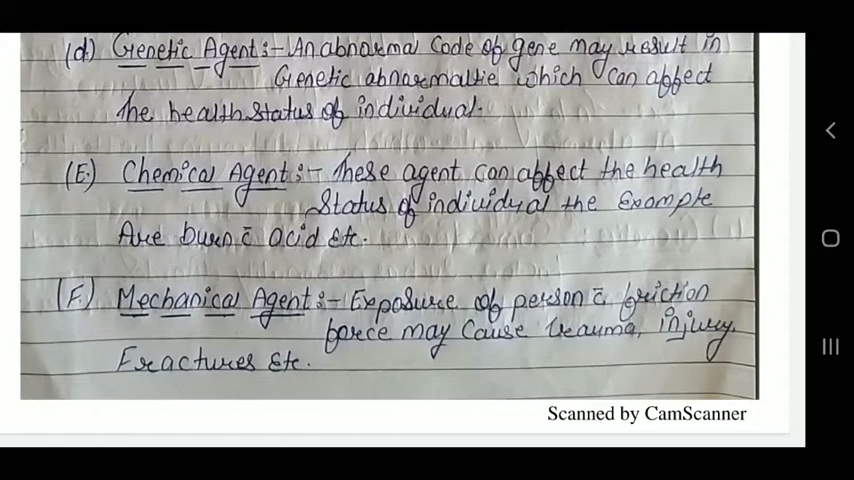 (d.) Genetic Agent :- An abnormal Code of gene may result in
Genetic abnormaltie which can affect
the health status of individual.
(E.) Chemical Agent :- These agent can affect the health
Status of individual the Example
Are burn c̄ acid Etc.
(F.) Mechanical Agent :- Exposure of person c̄ friction
force may Cause trauma, injury,
Fractures Etc.
Scanned by CamScanner